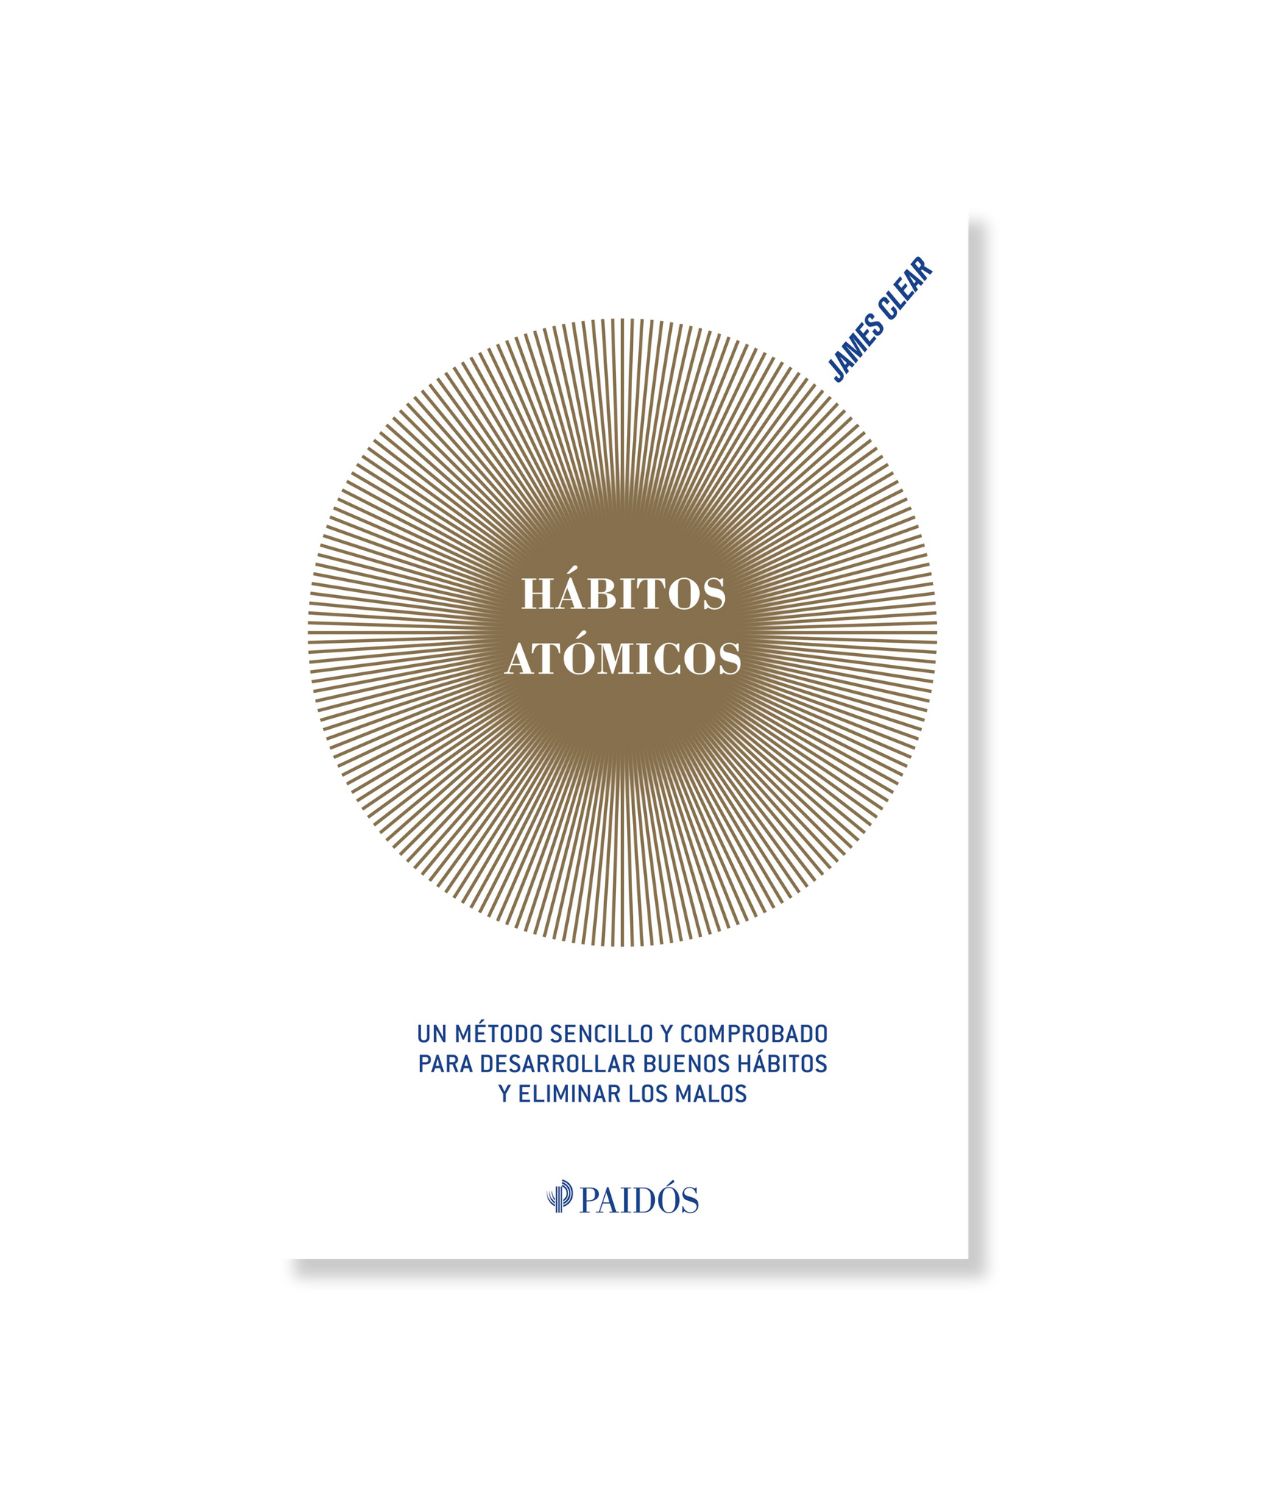 JAMES CLEAR
HÁBITOS
ATÓMICOS
UN MÉTODO SENCILLO Y COMPROBADO
PARA DESARROLLAR BUENOS HÁBITOS
Y ELIMINAR LOS MALOS
PAIDÓS